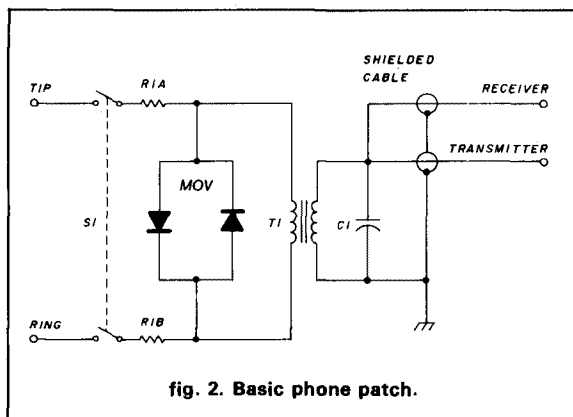 SHIELDED
CABLE
TIP
R1A
RECEIVER
TRANSMITTER
MOV
S1
T1
C1
RING
R1B
fig. 2. Basic phone patch.